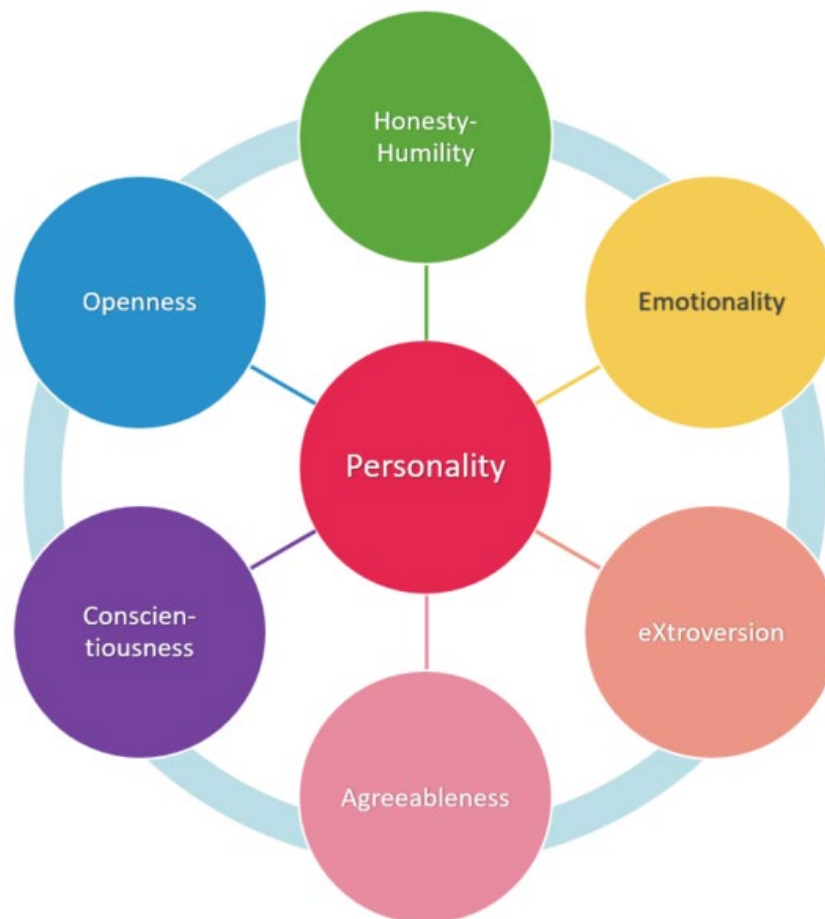 Honesty-
Humility
Openness
Emotionality
Personality
Conscien-
tiousness
eXtroversion
Agreeableness